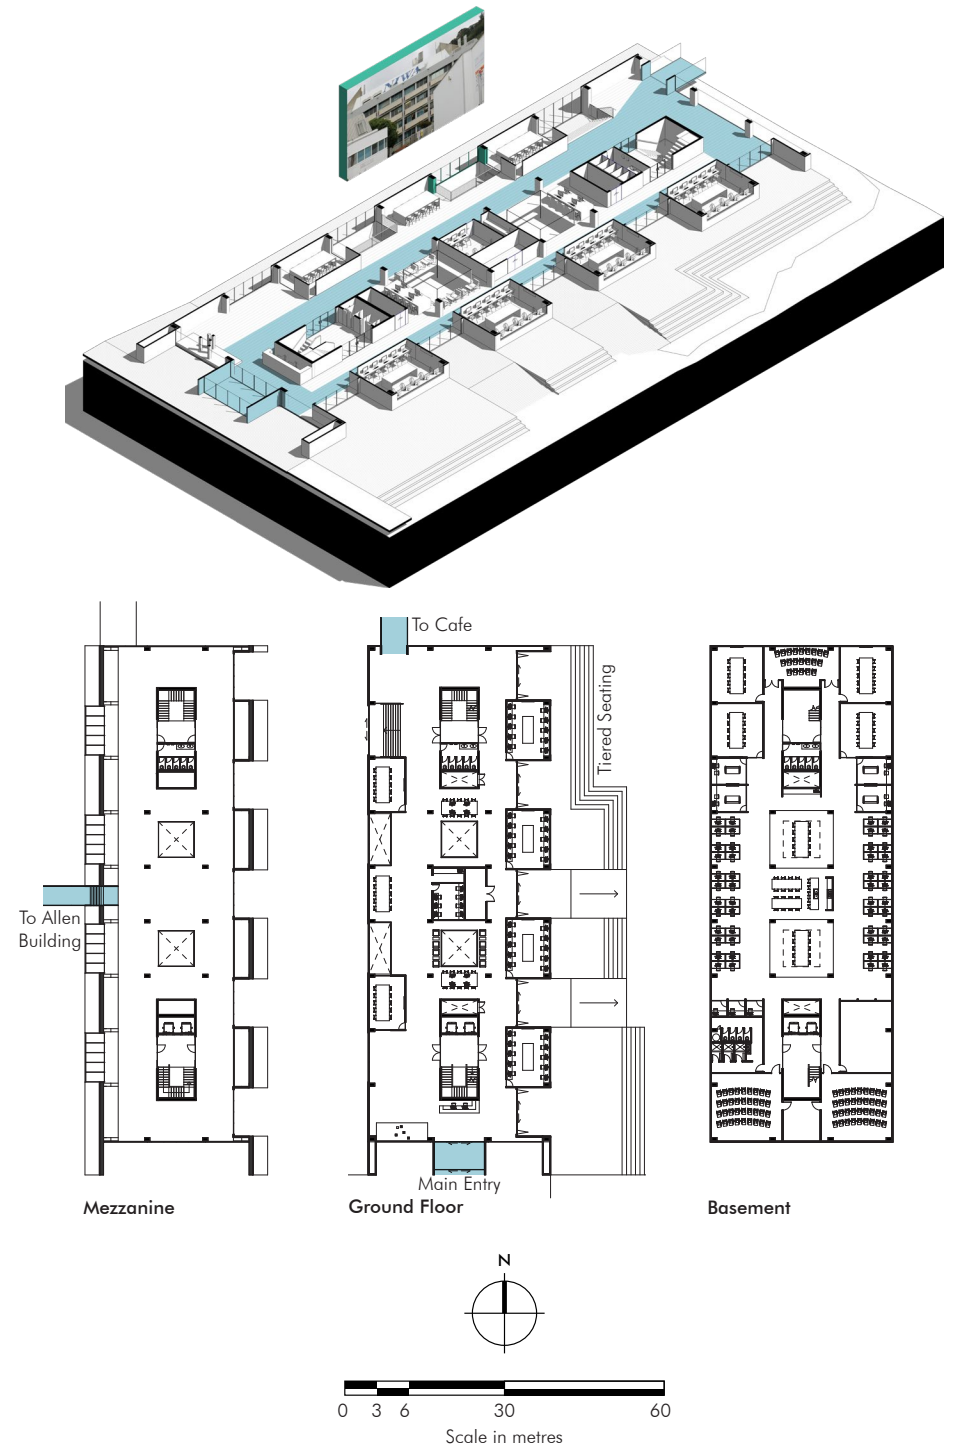 NIWA
To Cafe
Tiered Seating
To Allen
Building
Main Entry
Mezzanine
Ground Floor
Basement
N
0 3 6 30 60
Scale in metres